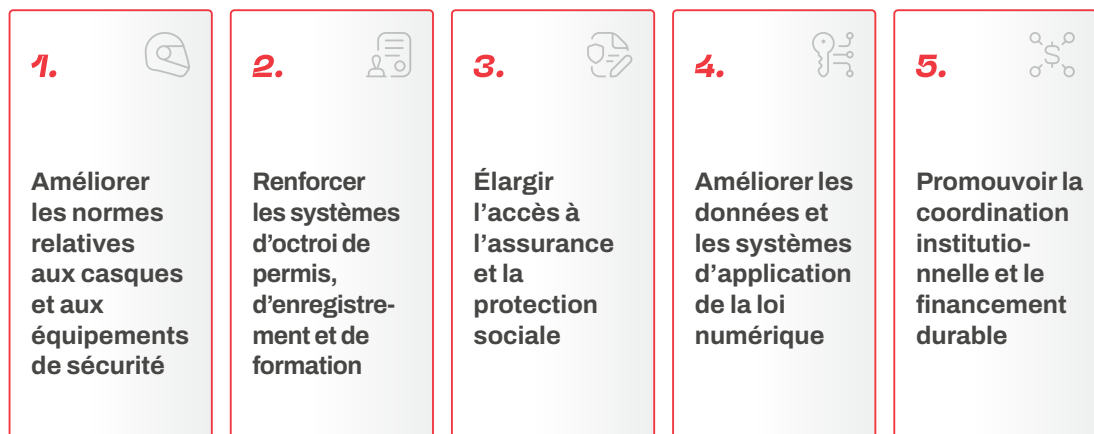 1.
Améliorer
les normes
relatives
aux casques
et aux
équipements
de sécurité
2.
Renforcer
les systèmes
d'octroi de
permis,
d'enregistre-
ment et de
formation
3.
Élargir
l'accès à
l'assurance
et la
protection
sociale
4.
Améliorer les
données et
les systèmes
d'application
de la loi
numérique
5.
Promouvoir la
coordination
institutio-
nnelle et le
financement
durable